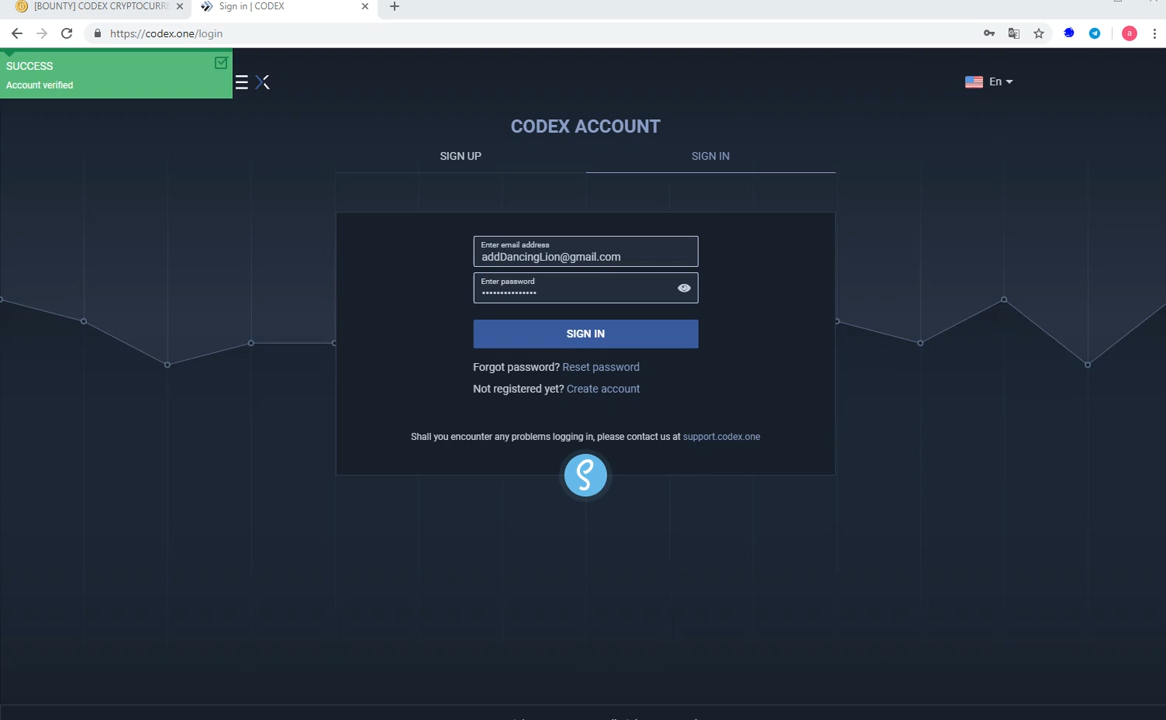 [BOUNTY] CODEX CRYPTOCURRE
Sign in | CODEX
https://codex.one/login
a
SUCCESS
Account verified
En
CODEX ACCOUNT
SIGN UP
SIGN IN
Enter email address
addDancingLion@gmail.com
Enter password
•••••••••••••••
SIGN IN
Forgot password? Reset password
Not registered yet? Create account
Shall you encounter any problems logging in, please contact us at support.codex.one